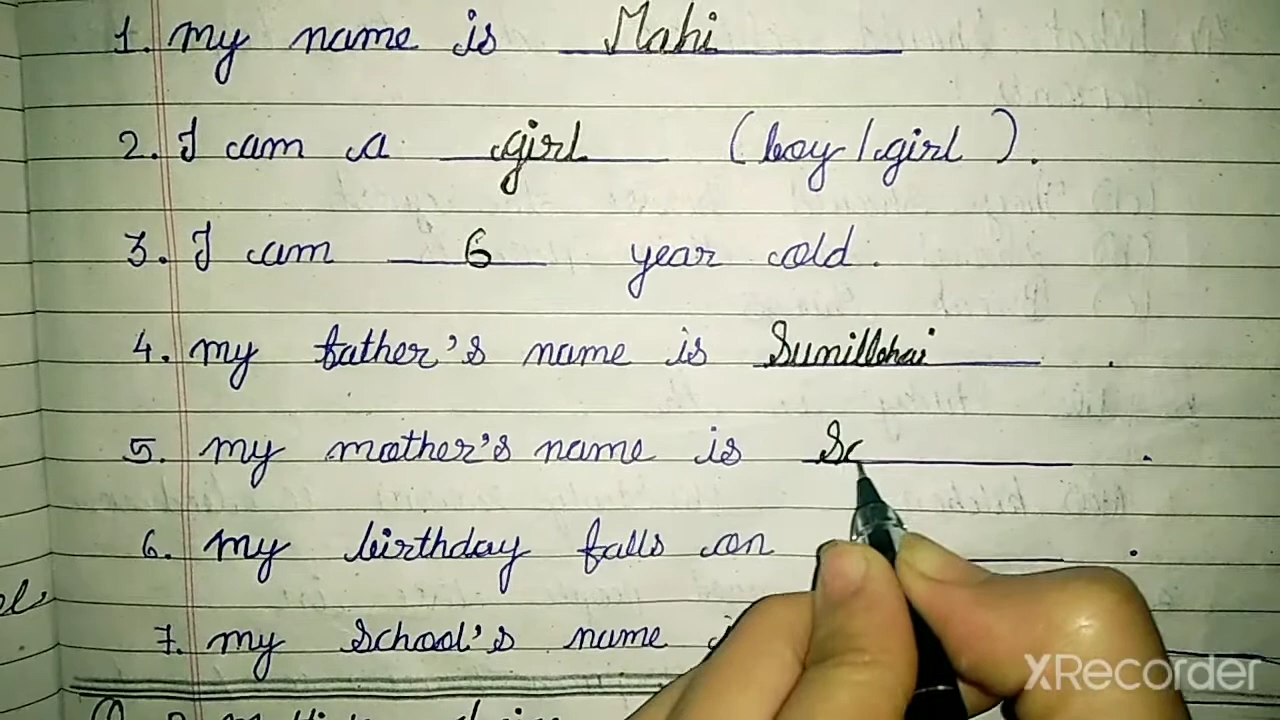 1. my name is Mahi
2. I am a girl (boy/girl).
3. I am 6 year old.
4. my father's name is Sunilbhai .
5. my mother's name is .
6. my birthday falls on .
7. my school's name
XRecorder